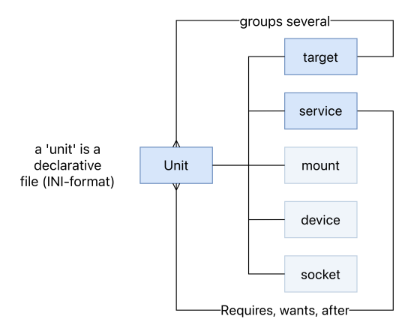 groups several
target
service
a 'unit' is a
declarative
file (INI-format)
Unit
mount
device
socket
Requires, wants, after